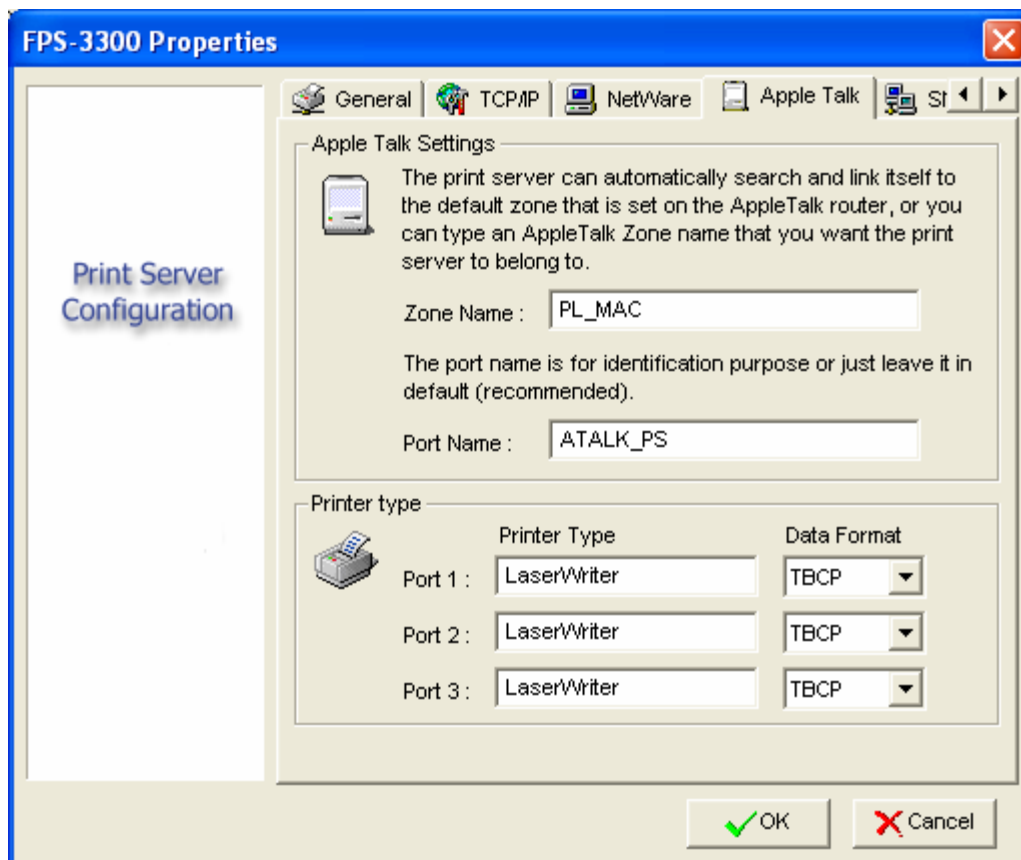 FPS-3300 Properties
General
TCP/IP
NetWare
Apple Talk
Print Server
Configuration
Apple Talk Settings
The print server can automatically search and link itself to
the default zone that is set on the AppleTalk router, or you
can type an AppleTalk Zone name that you want the print
server to belong to.
Zone Name : PL_MAC
The port name is for identification purpose or just leave it in
default (recommended).
Port Name : ATALK_PS
Printer type
Printer Type Data Format
Port 1 : LaserWriter TBCP
Port 2 : LaserWriter TBCP
Port 3 : LaserWriter TBCP
OK Cancel